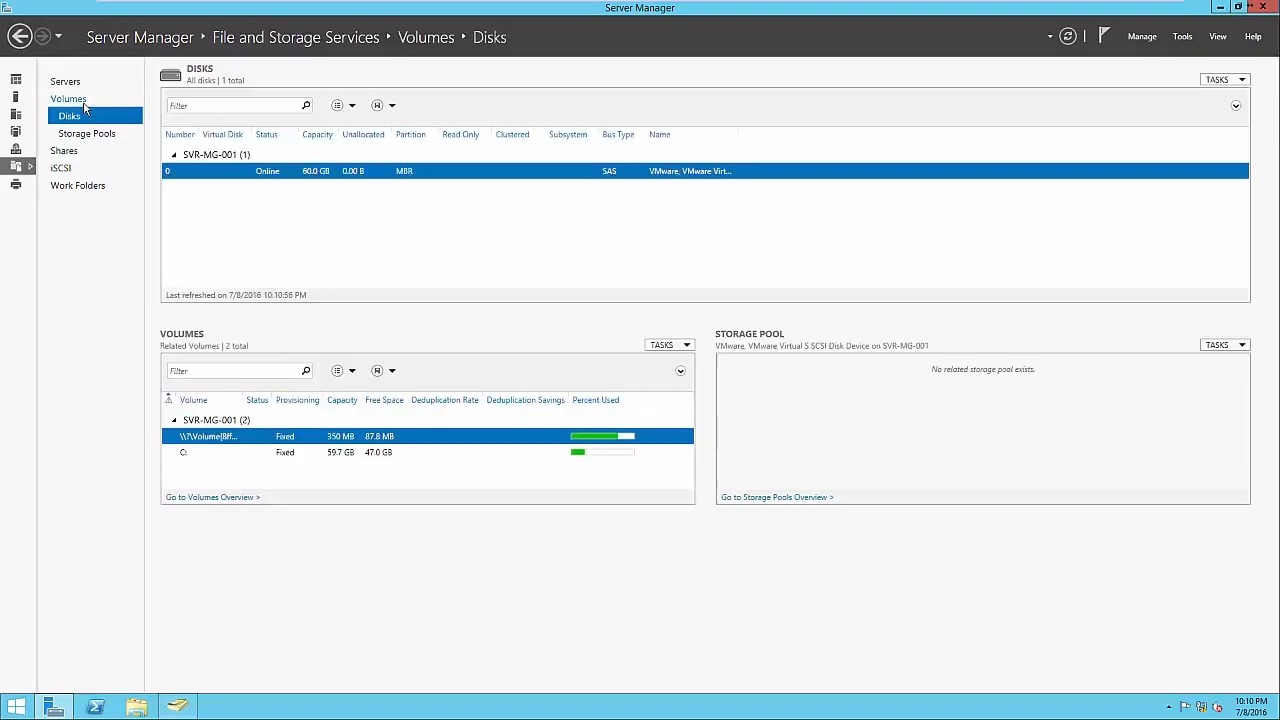 Server Manager
Server Manager • File and Storage Services • Volumes • Disks
Manage Tools View Help
Servers
Volumes
Disks
Storage Pools
Shares
iSCSI
Work Folders
DISKS
All disks | 1 total
TASKS
Filter
Number Virtual Disk Status Capacity Unallocated Partition Read Only Clustered Subsystem Bus Type Name
SVR-MG-001 (1)
0 Online 60.0 GB 0.00 B MBR SAS VMware, VMware Virt...
Last refreshed on 7/8/2016 10:10:56 PM
VOLUMES
Related Volumes | 2 total
TASKS
Filter
Volume Status Provisioning Capacity Free Space Deduplication Rate Deduplication Savings Percent Used
SVR-MG-001 (2)
\\?\Volume{8ff... Fixed 350 MB 87.8 MB
C: Fixed 59.7 GB 47.0 GB
Go to Volumes Overview >
STORAGE POOL
VMware, VMware Virtual S SCSI Disk Device on SVR-MG-001
TASKS
No related storage pool exists.
Go to Storage Pools Overview >
10:10 PM
7/8/2016